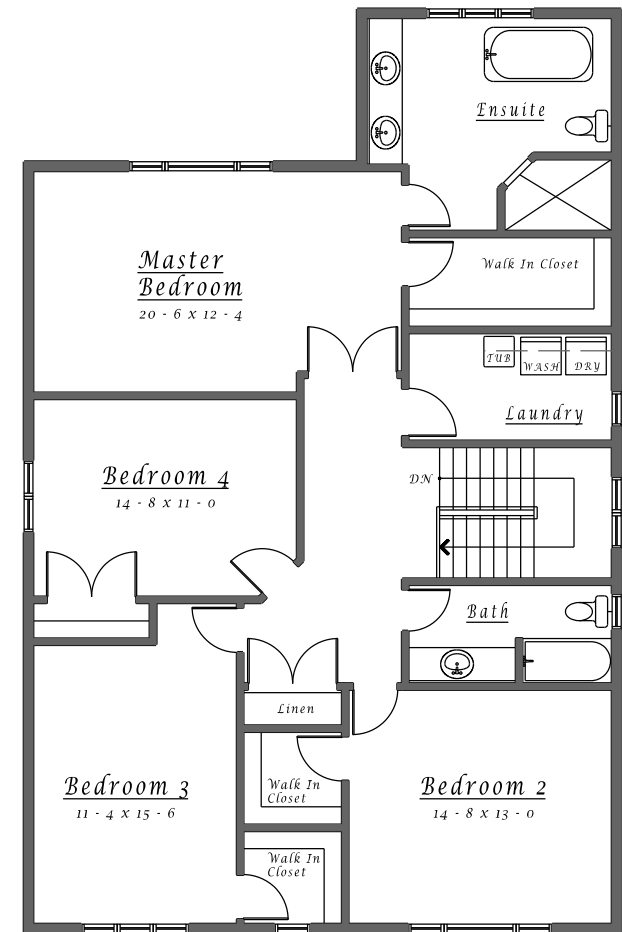 Ensuite
Master
Bedroom
20 - 6 x 12 - 4
Walk In Closet
TUB
WASH
DRY
Laundry
Bedroom 4
14 - 8 x 11 - 0
DN
Bath
Linen
Bedroom 3
11 - 4 x 15 - 6
Walk In
Closet
Bedroom 2
14 - 8 x 13 - 0
Walk In
Closet